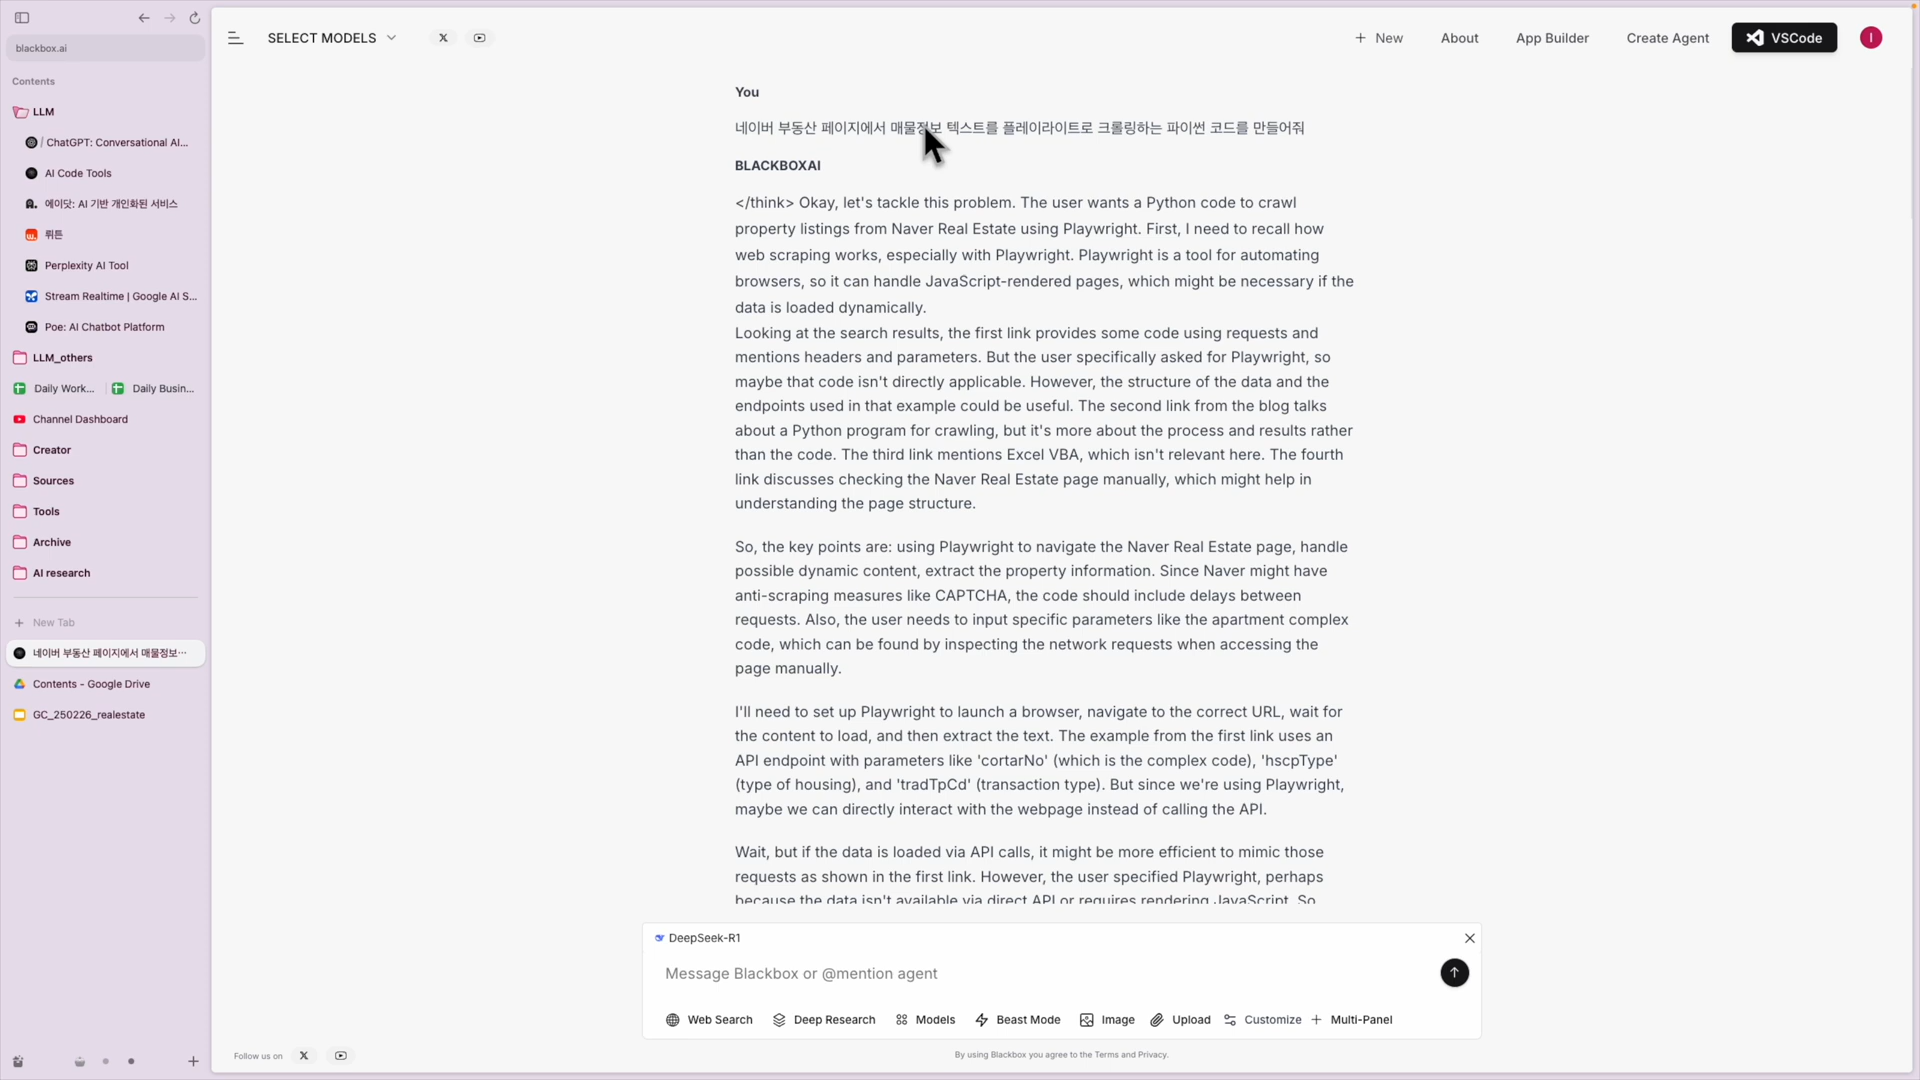 blackbox.ai
Contents
LLM
/ ChatGPT: Conversational AI...
AI Code Tools
에이닷: AI 기반 개인화된 서비스
뤼튼
Perplexity AI Tool
Stream Realtime | Google AI S...
Poe: AI Chatbot Platform
LLM_others
Daily Work... Daily Busin...
Channel Dashboard
Creator
Sources
Tools
Archive
AI research
New Tab
네이버 부동산 페이지에서 매물정보...
Contents - Google Drive
GC_250226_realestate
SELECT MODELS
New About App Builder Create Agent VSCode I
You
네이버 부동산 페이지에서 매물정보 텍스트를 플레이라이트로 크롤링하는 파이썬 코드를 만들어줘
BLACKBOXAI
</think> Okay, let's tackle this problem. The user wants a Python code to crawl
property listings from Naver Real Estate using Playwright. First, I need to recall how
web scraping works, especially with Playwright. Playwright is a tool for automating
browsers, so it can handle JavaScript-rendered pages, which might be necessary if the
data is loaded dynamically.
Looking at the search results, the first link provides some code using requests and
mentions headers and parameters. But the user specifically asked for Playwright, so
maybe that code isn't directly applicable. However, the structure of the data and the
endpoints used in that example could be useful. The second link from the blog talks
about a Python program for crawling, but it's more about the process and results rather
than the code. The third link mentions Excel VBA, which isn't relevant here. The fourth
link discusses checking the Naver Real Estate page manually, which might help in
understanding the page structure.
So, the key points are: using Playwright to navigate the Naver Real Estate page, handle
possible dynamic content, extract the property information. Since Naver might have
anti-scraping measures like CAPTCHA, the code should include delays between
requests. Also, the user needs to input specific parameters like the apartment complex
code, which can be found by inspecting the network requests when accessing the
page manually.
I'll need to set up Playwright to launch a browser, navigate to the correct URL, wait for
the content to load, and then extract the text. The example from the first link uses an
API endpoint with parameters like 'cortarNo' (which is the complex code), 'hscpType'
(type of housing), and 'tradTpCd' (transaction type). But since we're using Playwright,
maybe we can directly interact with the webpage instead of calling the API.
Wait, but if the data is loaded via API calls, it might be more efficient to mimic those
requests as shown in the first link. However, the user specified Playwright, perhaps
because the data isn't available via direct API or requires rendering JavaScript. So
DeepSeek-R1
Message Blackbox or @mention agent
Web Search Deep Research Models Beast Mode Image Upload Customize Multi-Panel
Follow us on
By using Blackbox you agree to the Terms and Privacy.